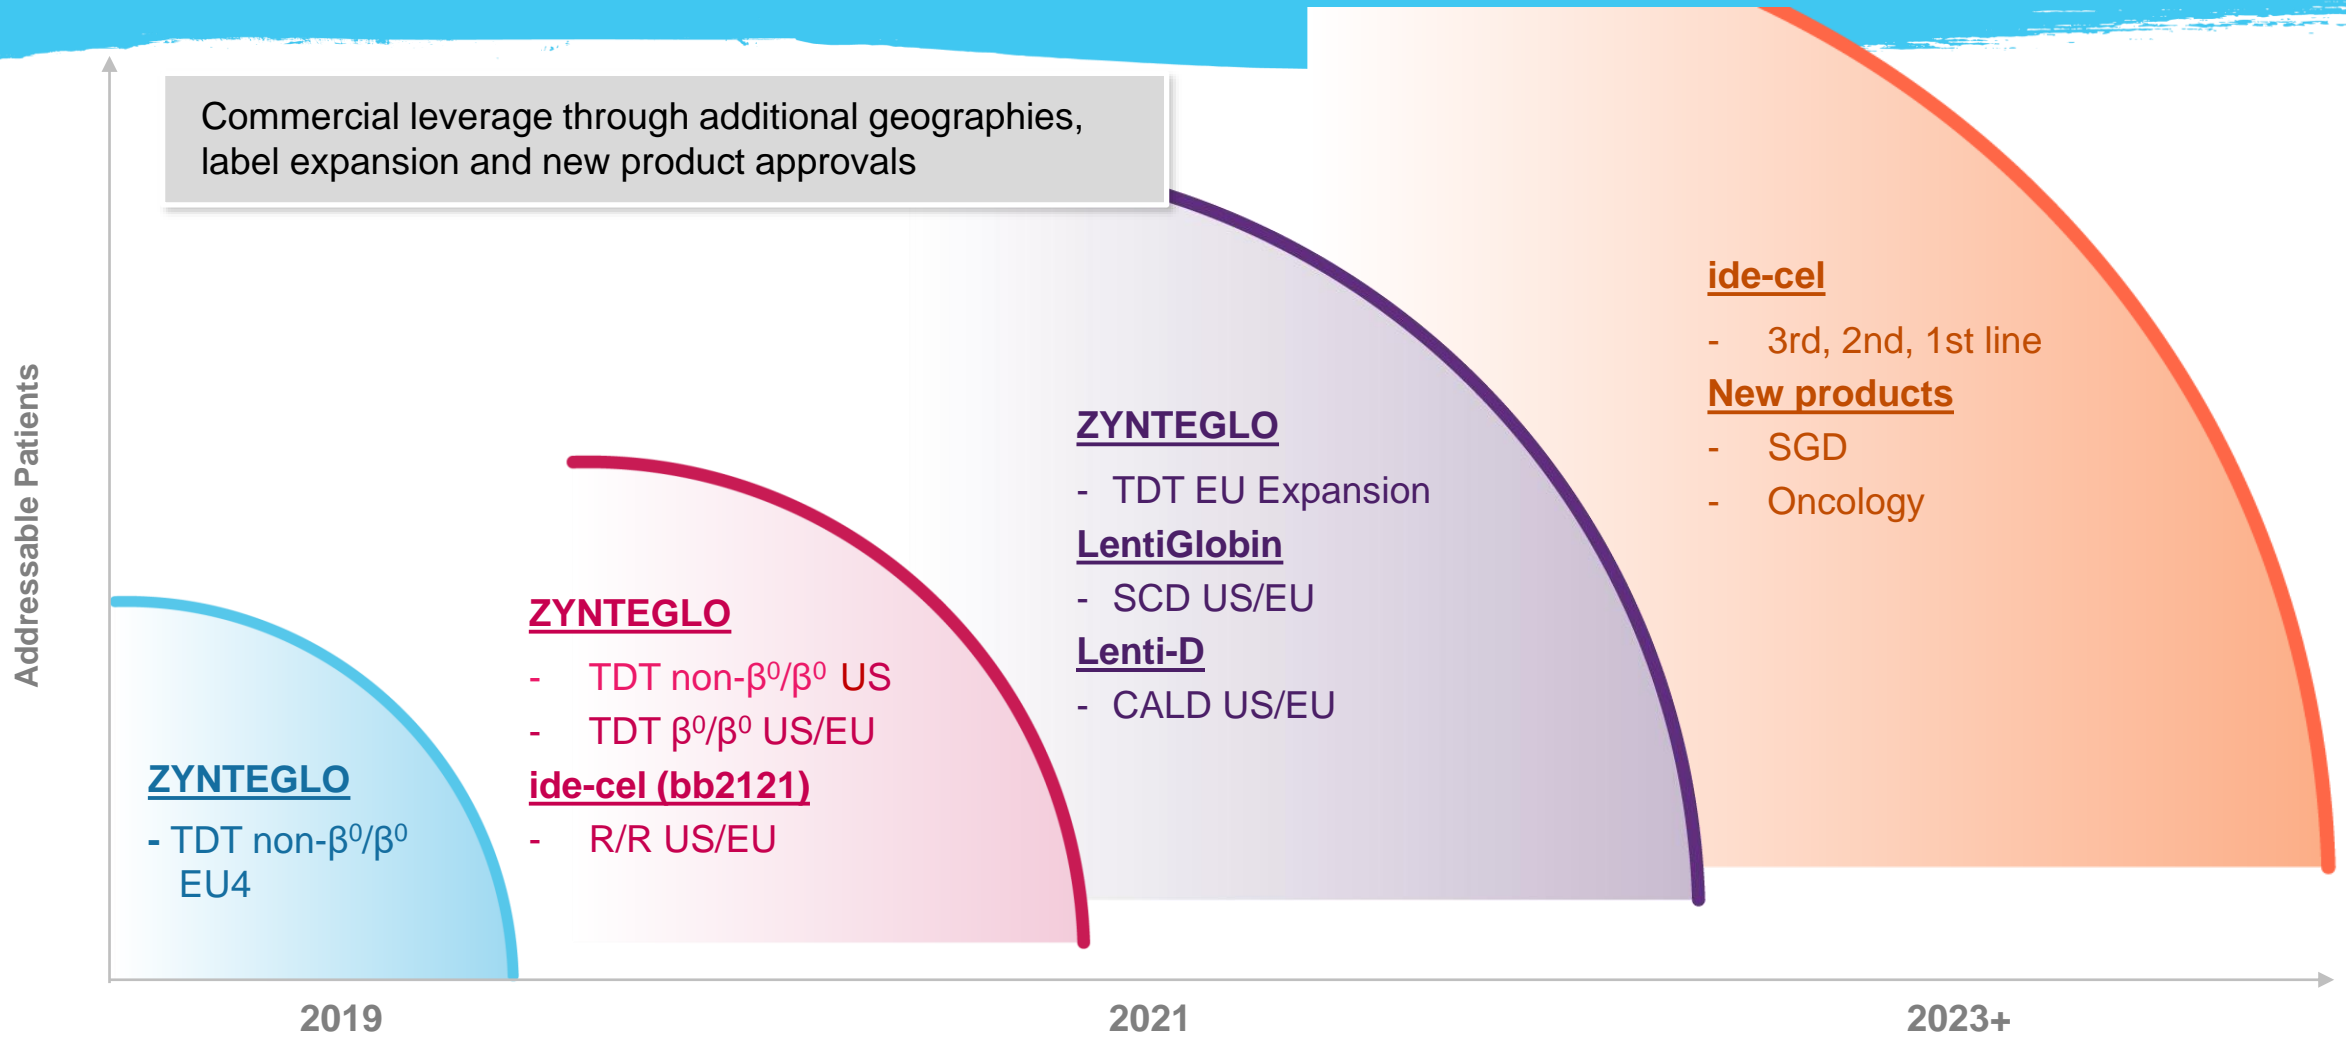 Commercial leverage through additional geographies,
label expansion and new product approvals
Addressable Patients
ZYNTEGLO
- TDT non-β⁰/β⁰
EU4
ZYNTEGLO
- TDT non-β⁰/β⁰ US
- TDT β⁰/β⁰ US/EU
ide-cel (bb2121)
- R/R US/EU
ZYNTEGLO
- TDT EU Expansion
LentiGlobin
- SCD US/EU
Lenti-D
- CALD US/EU
ide-cel
- 3rd, 2nd, 1st line
New products
- SGD
- Oncology
2019
2021
2023+